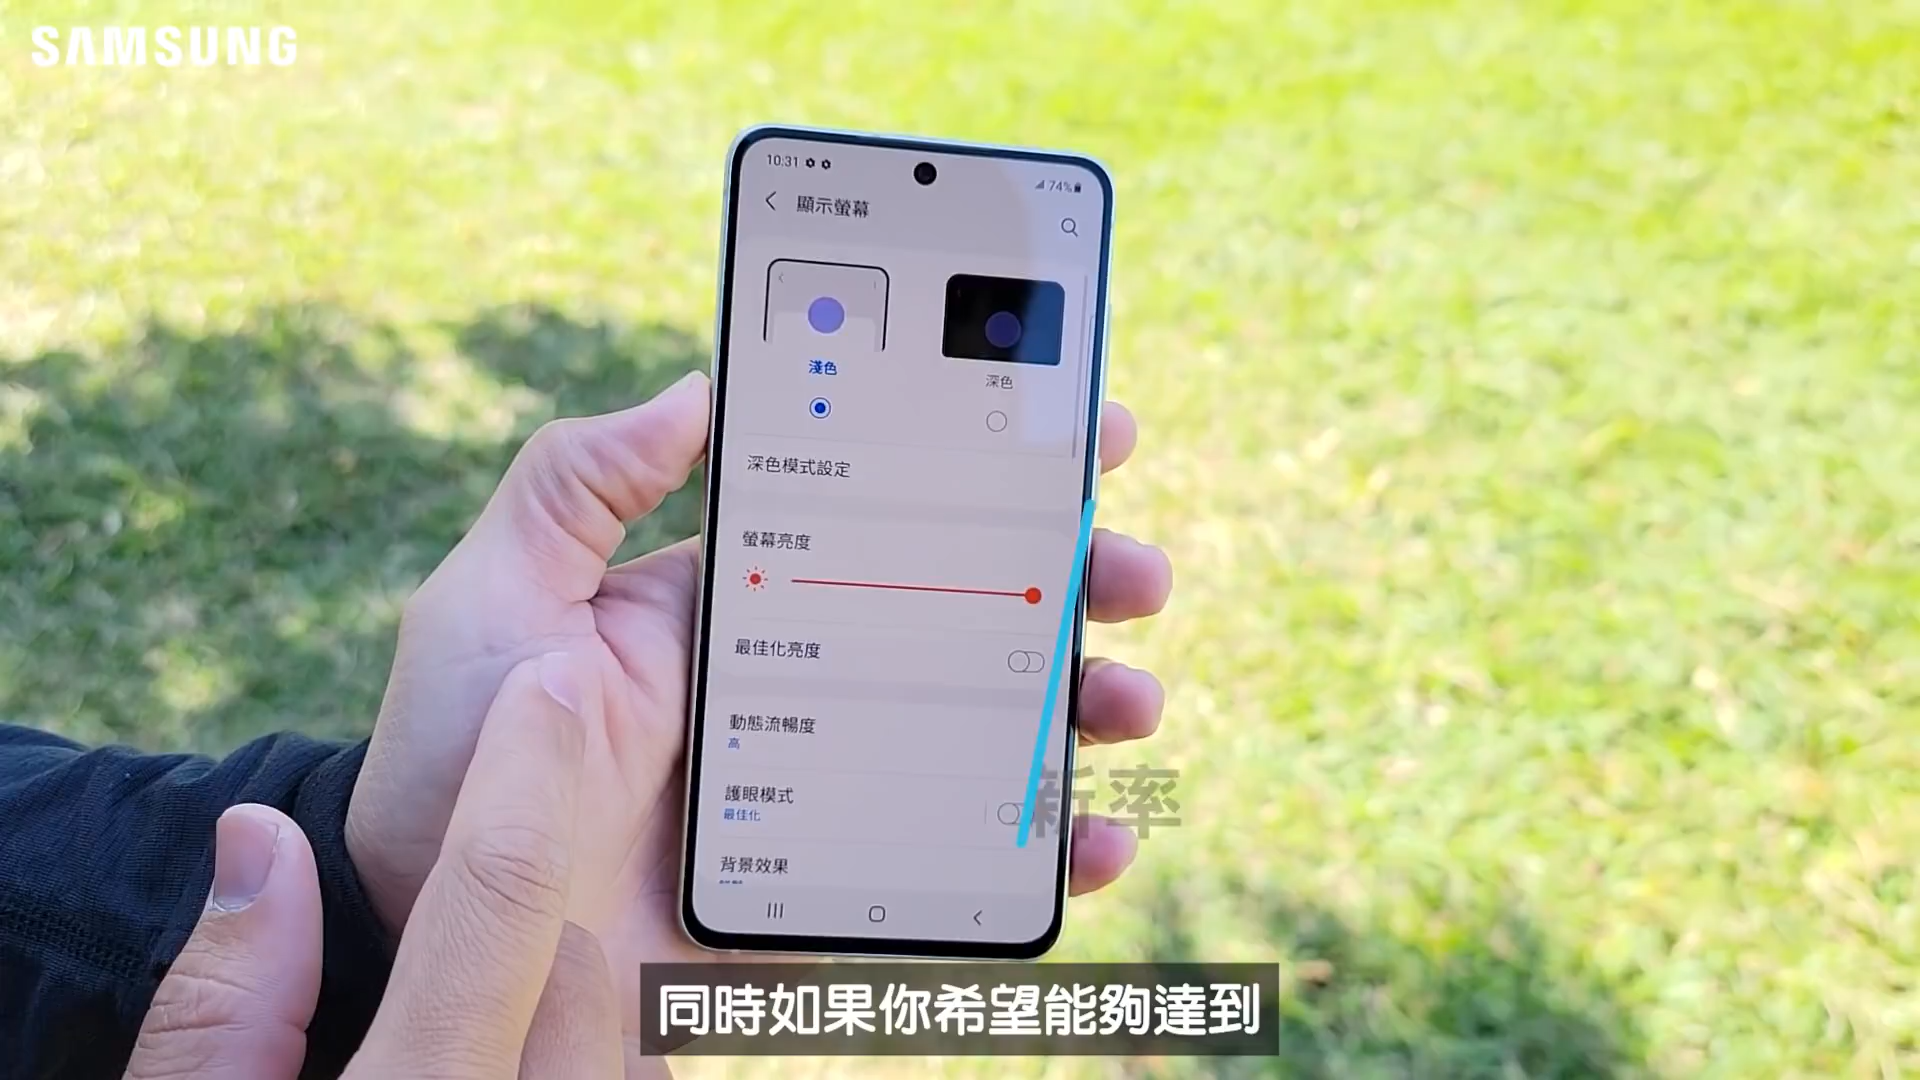 SAMSUNG
10:31
74%
顯示螢幕
淺色
深色
深色模式設定
螢幕亮度
最佳化亮度
動態流暢度
高
護眼模式
最佳化
新率
背景效果
同時如果你希望能夠達到